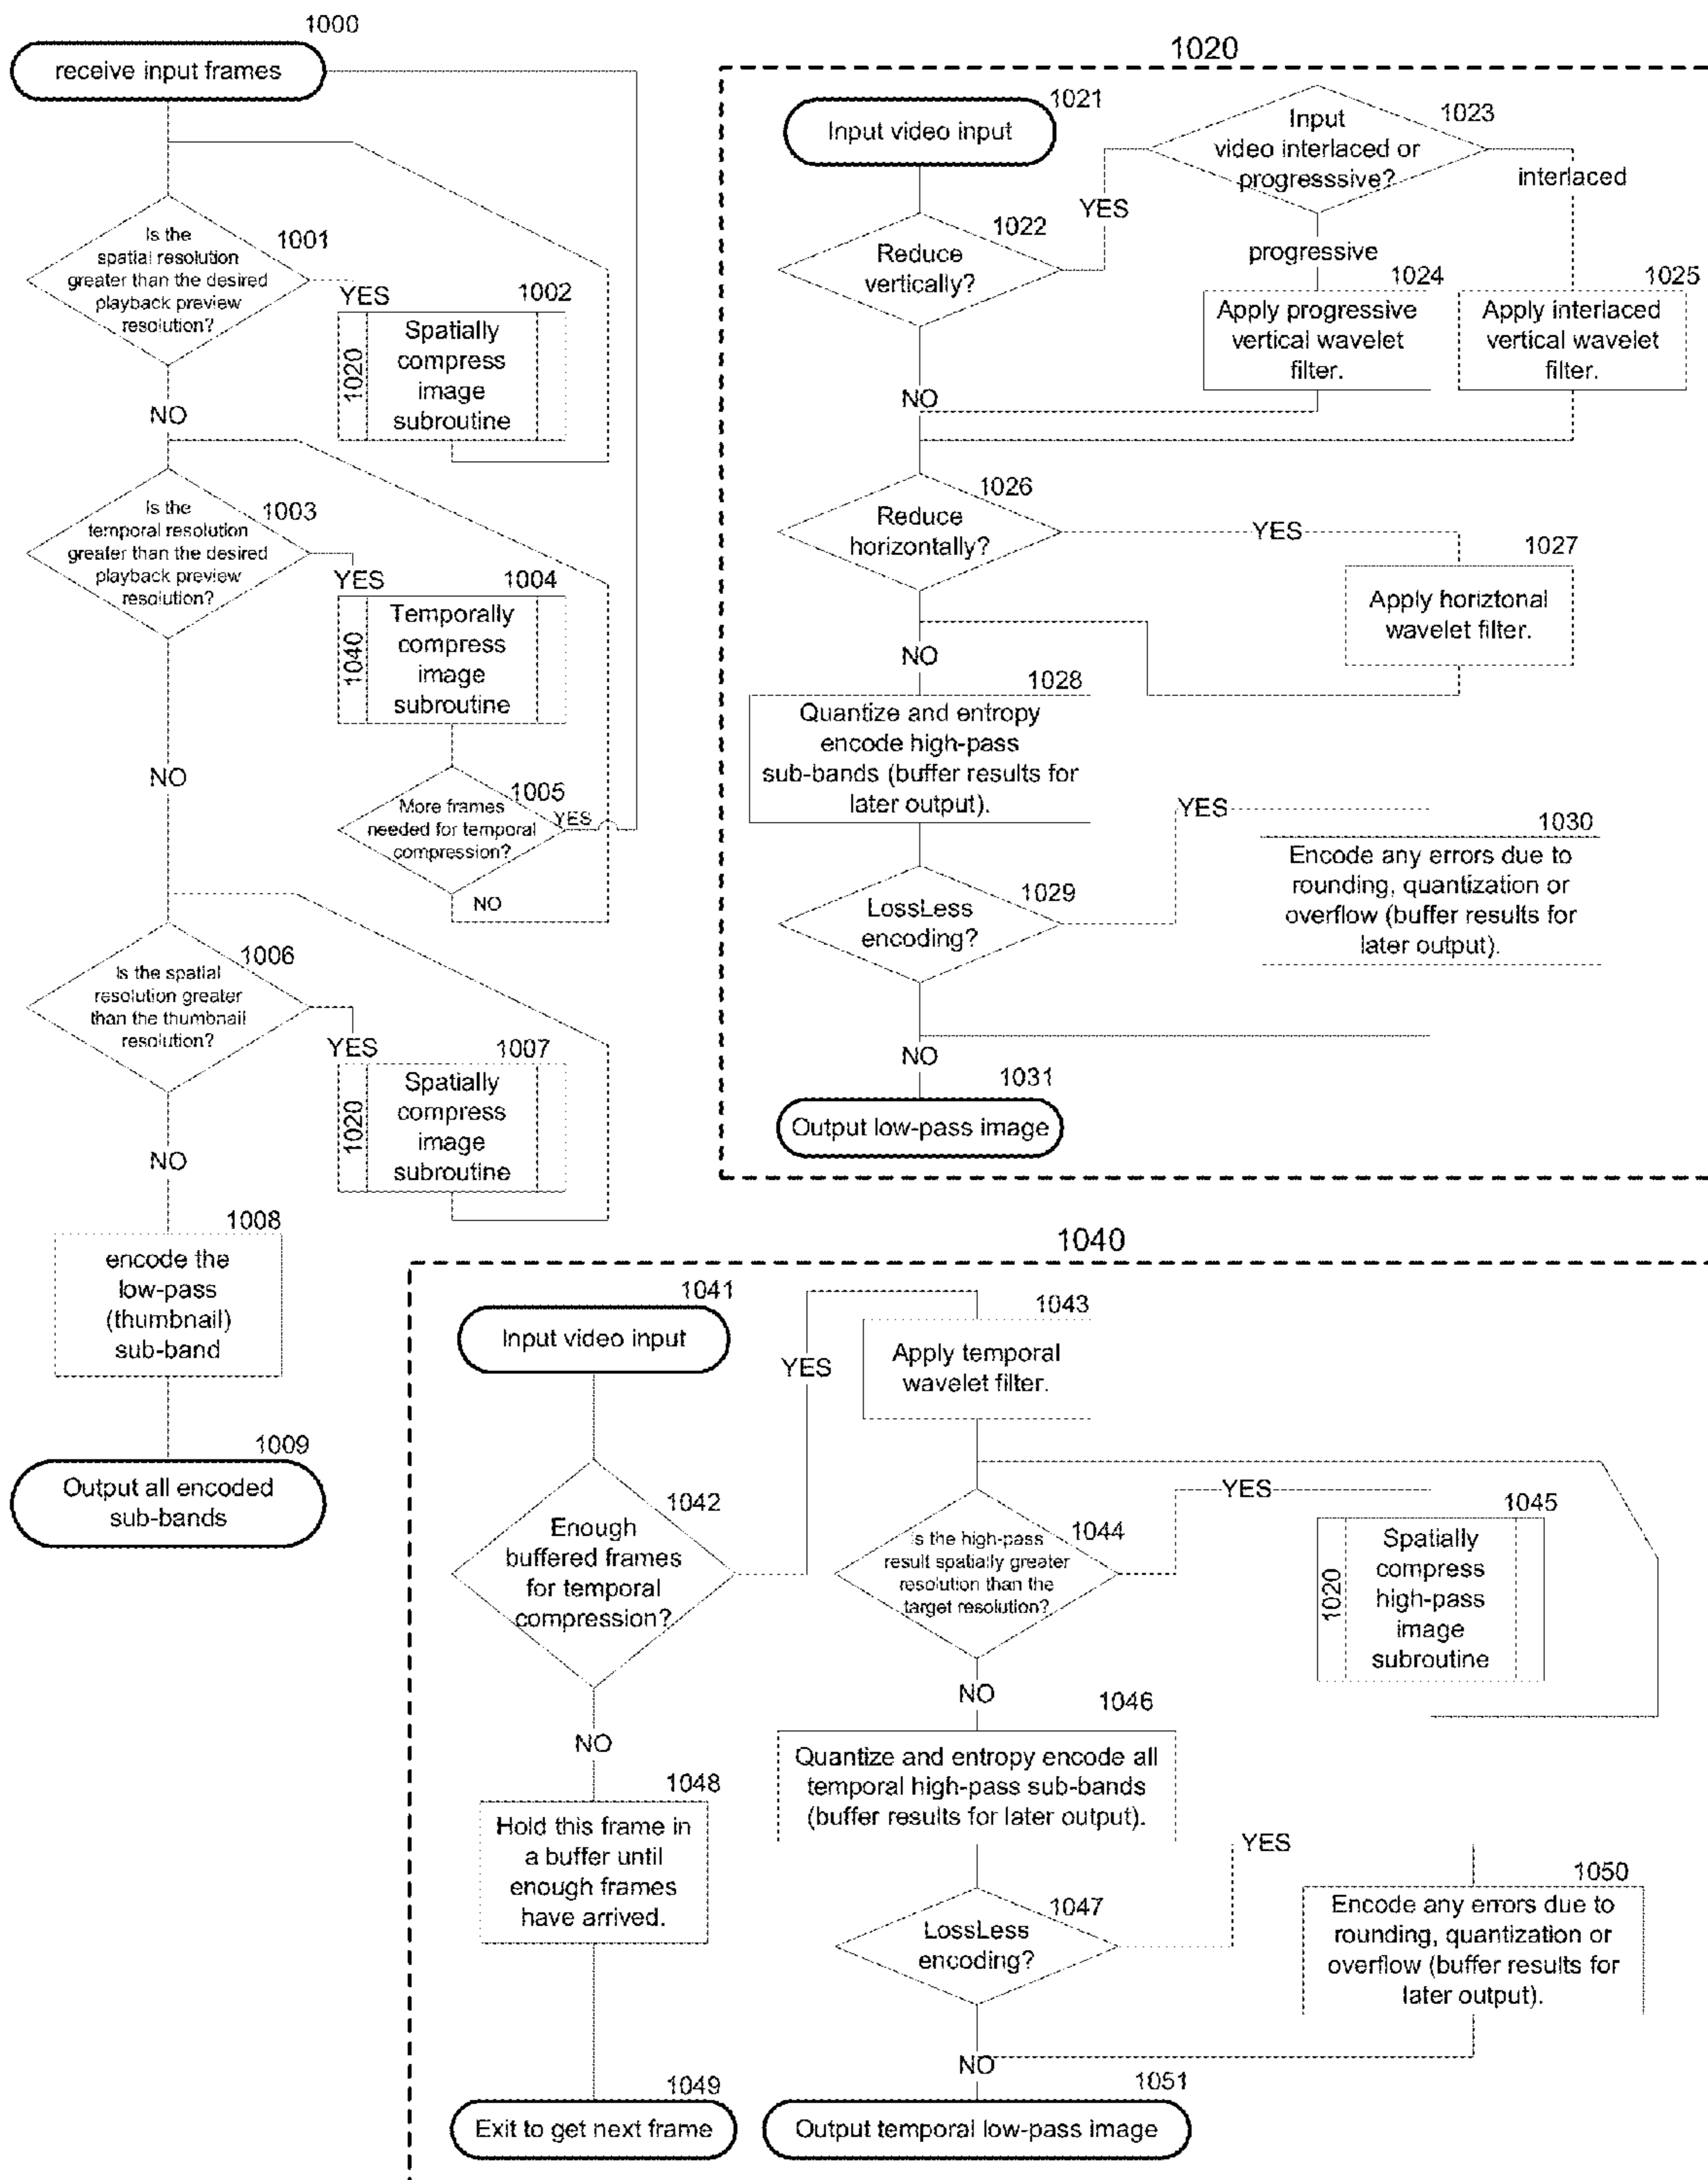 1000
receive input frames
Is the
spatial resolution
greater than the desired
playback preview
resolution?
1001
YES
1002
1020
Spatially
compress
image
subroutine
NO
Is the
temporal resolution
greater than the desired
playback preview
resolution?
1003
YES
1004
1040
Temporally
compress
image
subroutine
NO
More frames
needed for temporal
compression?
1005
YES
NO
Is the spatial
resolution greater
than the thumbnail
resolution?
1006
YES
1007
1020
Spatially
compress
image
subroutine
NO
1008
encode the
low-pass
(thumbnail)
sub-band
1009
Output all encoded
sub-bands
1020
1021
Input video input
1022
Reduce
vertically?
YES
1023
Input
video interlaced or
progresssive?
interlaced
progressive
1024
Apply progressive
vertical wavelet
filter.
1025
Apply interlaced
vertical wavelet
filter.
NO
1026
Reduce
horizontally?
YES
1027
Apply horiztonal
wavelet filter.
NO
1028
Quantize and entropy
encode high-pass
sub-bands (buffer results for
later output).
1029
LossLess
encoding?
YES
1030
Encode any errors due to
rounding, quantization or
overflow (buffer results for
later output).
NO
1031
Output low-pass image
1040
1041
Input video input
1042
Enough
buffered frames
for temporal
compression?
YES
1043
Apply temporal
wavelet filter.
1044
Is the high-pass
result spatially greater
resolution than the
target resolution?
YES
1045
1020
Spatially
compress
high-pass
image
subroutine
NO
1046
Quantize and entropy encode all
temporal high-pass sub-bands
(buffer results for later output).
NO
1048
Hold this frame in
a buffer until
enough frames
have arrived.
1047
LossLess
encoding?
YES
1050
Encode any errors due to
rounding, quantization or
overflow (buffer results for
later output).
NO
1049
Exit to get next frame
1051
Output temporal low-pass image